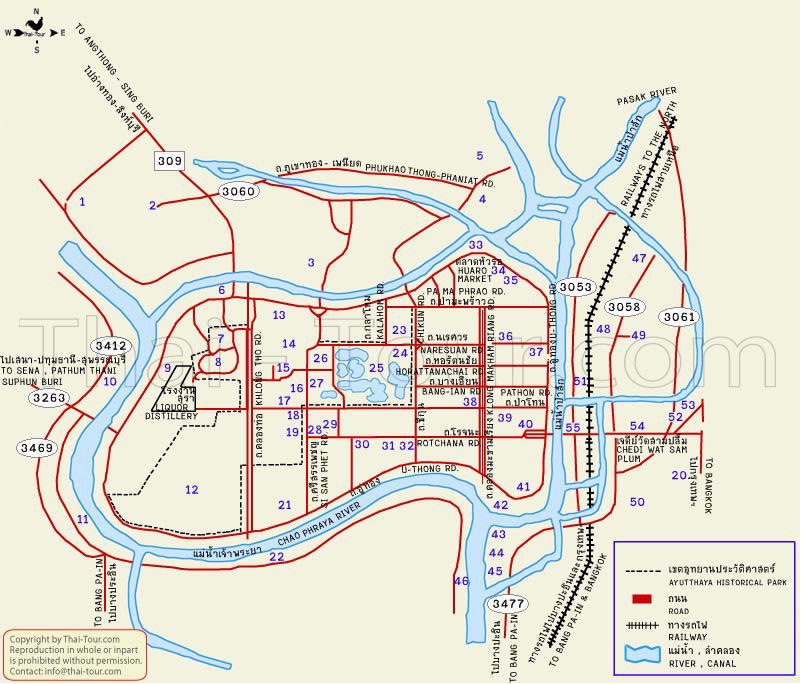 N
W Thai-Tour E
S
TO ANGTHONG - SING BURI
ไปอ่างทอง-สิงห์บุรี
309
3060
ถ.ภูเขาทอง - เพนียด PHUKHAO THONG-PHANIAT RD.
PASAK RIVER
แม่น้ำป่าสัก
RAILWAYS TO THE NORTH
ทางรถไฟสายเหนือ
5
1
2
4
33
3
47
6
ตลาดหัวรอ
HUARO
MARKET
34
35
3053
3058
3061
PA MA PHRAO RD.
ถ.ป่ามะพร้าว
13
23
36
48
49
7
14
ถ.กลาโหม
KALAHOM RD.
CHIKUN RD.
ถ.นเรศวร
NARESUAN RD.
24
37
ถ.หอรัตนชัย
HORATTANACHAI RD.
ถ.บางเอียน
BANG-IAN RD.
ถ.อู่ทอง
U-THONG RD.
แม่น้ำป่าสัก
3412
ไปเสนา-ปทุมธานี-สุพรรณบุรี
TO SENA , PATHUM THANI
SUPHUN BURI
10
9
8
26
15
25
16
27
51
3263
โรงงาน
สุรา
LIQUOR
DISTILLERY
KHLONG THO RD.
ถ.คลองท่อ
17
18
19
38
PATHON RD.
ถ.ป่าโทน
39
40
53
52
3469
28
29
30
31
32
ถ.ชีกุน
ถ.โรจนะ
ROTCHANA RD.
55
54
เจดีย์วัดสามปลื้ม
CHEDI WAT SAM
PLUM
20
TO BANGKOK
ไปกรุงเทพฯ
ถ.ศรีสรรเพชญ์
SI SAN PHET RD.
ถ.อู่ทอง
U-THONG RD.
ถ.คลองมะขามเรียง KLONG MAKHAM RIANG RD.
12
21
41
42
50
11
แม่น้ำเจ้าพระยา CHAO PHRAYA RIVER
22
43
44
45
46
3477
TO BANG PA-IN
ไปบางปะอิน
ไปบางปะอิน
TO BANG PA-IN
ทางรถไฟไปบางปะอินและกรุงเทพ
TO BANG PA-IN & BANGKOK
Thai-Tour.com
เขตอุทยานประวัติศาสตร์
AYUTTHAYA HISTORICAL PARK
ถนน
ROAD
ทางรถไฟ
RAILWAY
แม่น้ำ , ลำคลอง
RIVER , CANAL
Copyright by Thai-Tour.com
Reproduction in whole or inpart
is prohibited without permission.
Contact: info@thai-tour.com